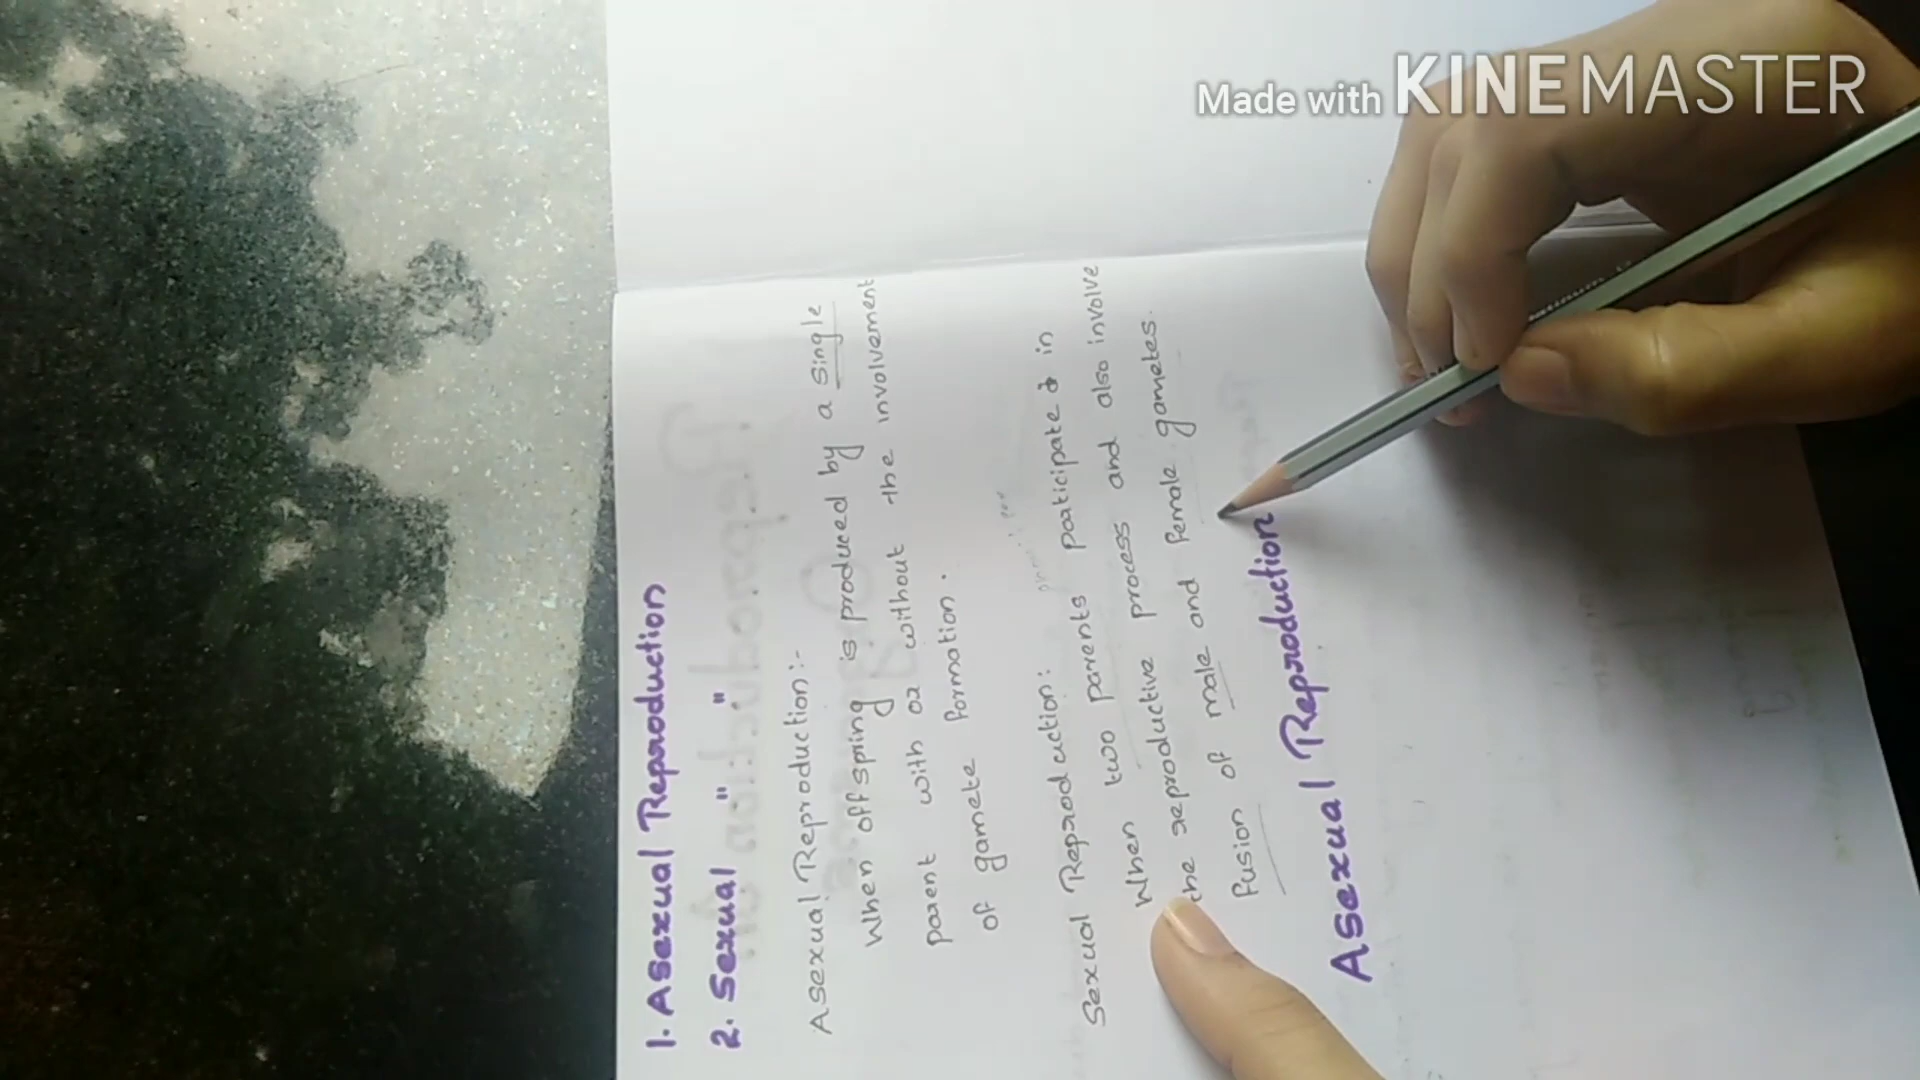 Made with KINEMASTER
1. Asexual Reproduction
2. Sexual " "
Asexual Reproduction:-
When offspring is produced by a single
parent with or without the involvement
of gamete formation.
Sexual Reproduction:
When two parents participate in
the reproductive process and also involve
fusion of male and female gametes.
Asexual Reproduction